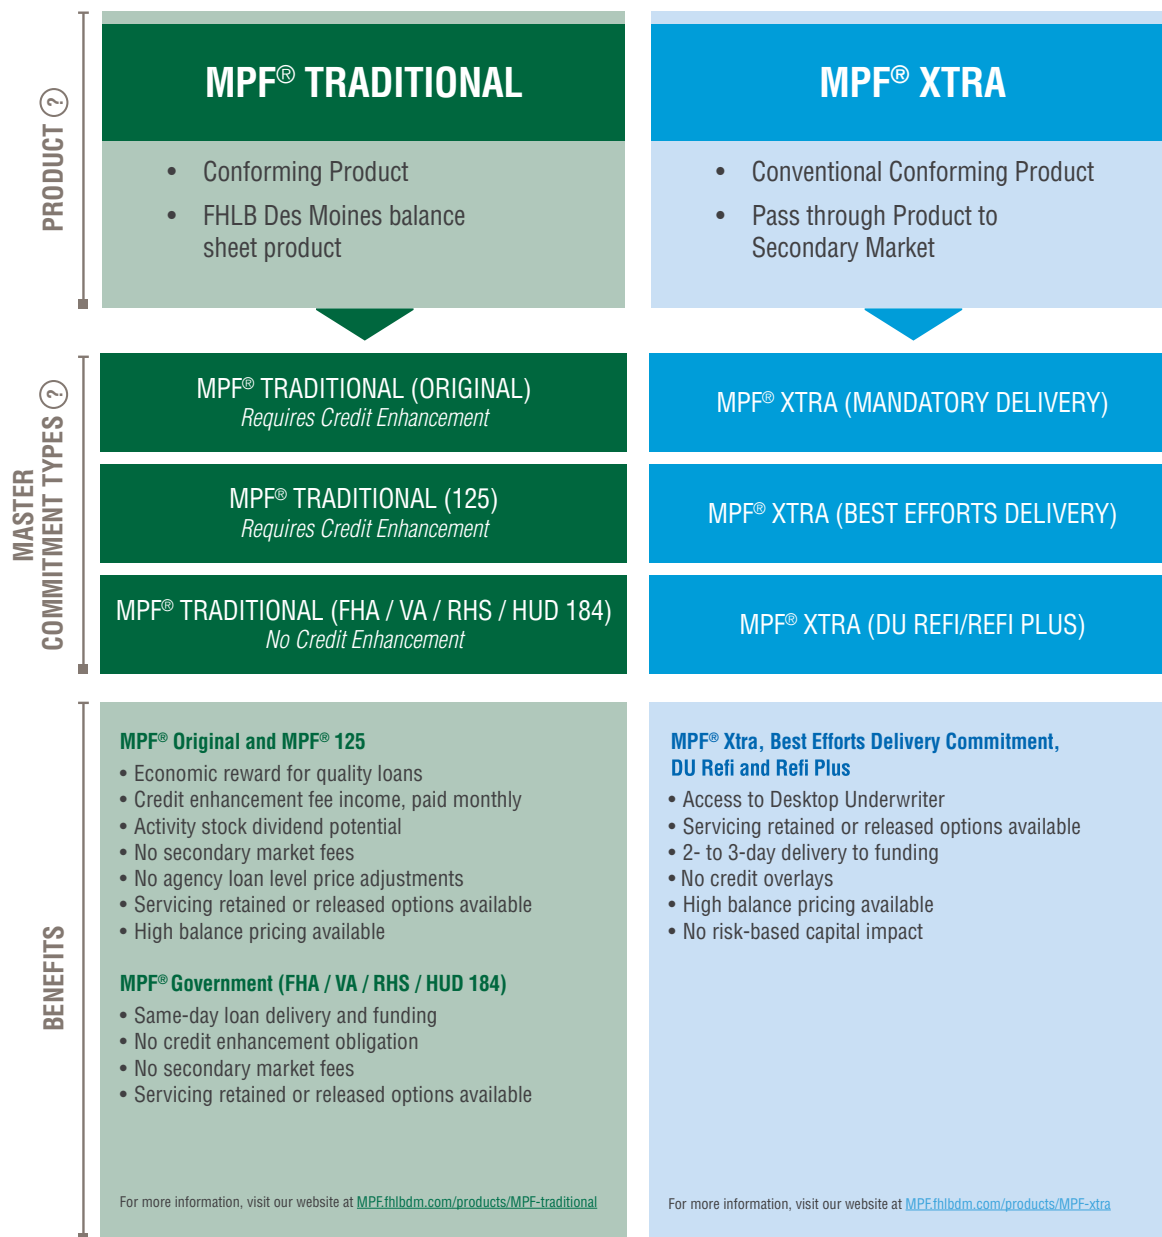 PRODUCT ?
MPF® TRADITIONAL
• Conforming Product
• FHLB Des Moines balance
sheet product
MPF® XTRA
• Conventional Conforming Product
• Pass through Product to
Secondary Market
MASTER
COMMITMENT TYPES ?
MPF® TRADITIONAL (ORIGINAL)
Requires Credit Enhancement
MPF® TRADITIONAL (125)
Requires Credit Enhancement
MPF® TRADITIONAL (FHA / VA / RHS / HUD 184)
No Credit Enhancement
MPF® XTRA (MANDATORY DELIVERY)
MPF® XTRA (BEST EFFORTS DELIVERY)
MPF® XTRA (DU REFI/REFI PLUS)
BENEFITS
MPF® Original and MPF® 125
• Economic reward for quality loans
• Credit enhancement fee income, paid monthly
• Activity stock dividend potential
• No secondary market fees
• No agency loan level price adjustments
• Servicing retained or released options available
• High balance pricing available
MPF® Government (FHA / VA / RHS / HUD 184)
• Same-day loan delivery and funding
• No credit enhancement obligation
• No secondary market fees
• Servicing retained or released options available
For more information, visit our website at MPF.fhlbdm.com/products/MPF-traditional
MPF® Xtra, Best Efforts Delivery Commitment,
DU Refi and Refi Plus
• Access to Desktop Underwriter
• Servicing retained or released options available
• 2- to 3-day delivery to funding
• No credit overlays
• High balance pricing available
• No risk-based capital impact
For more information, visit our website at MPF.fhlbdm.com/products/MPF-xtra